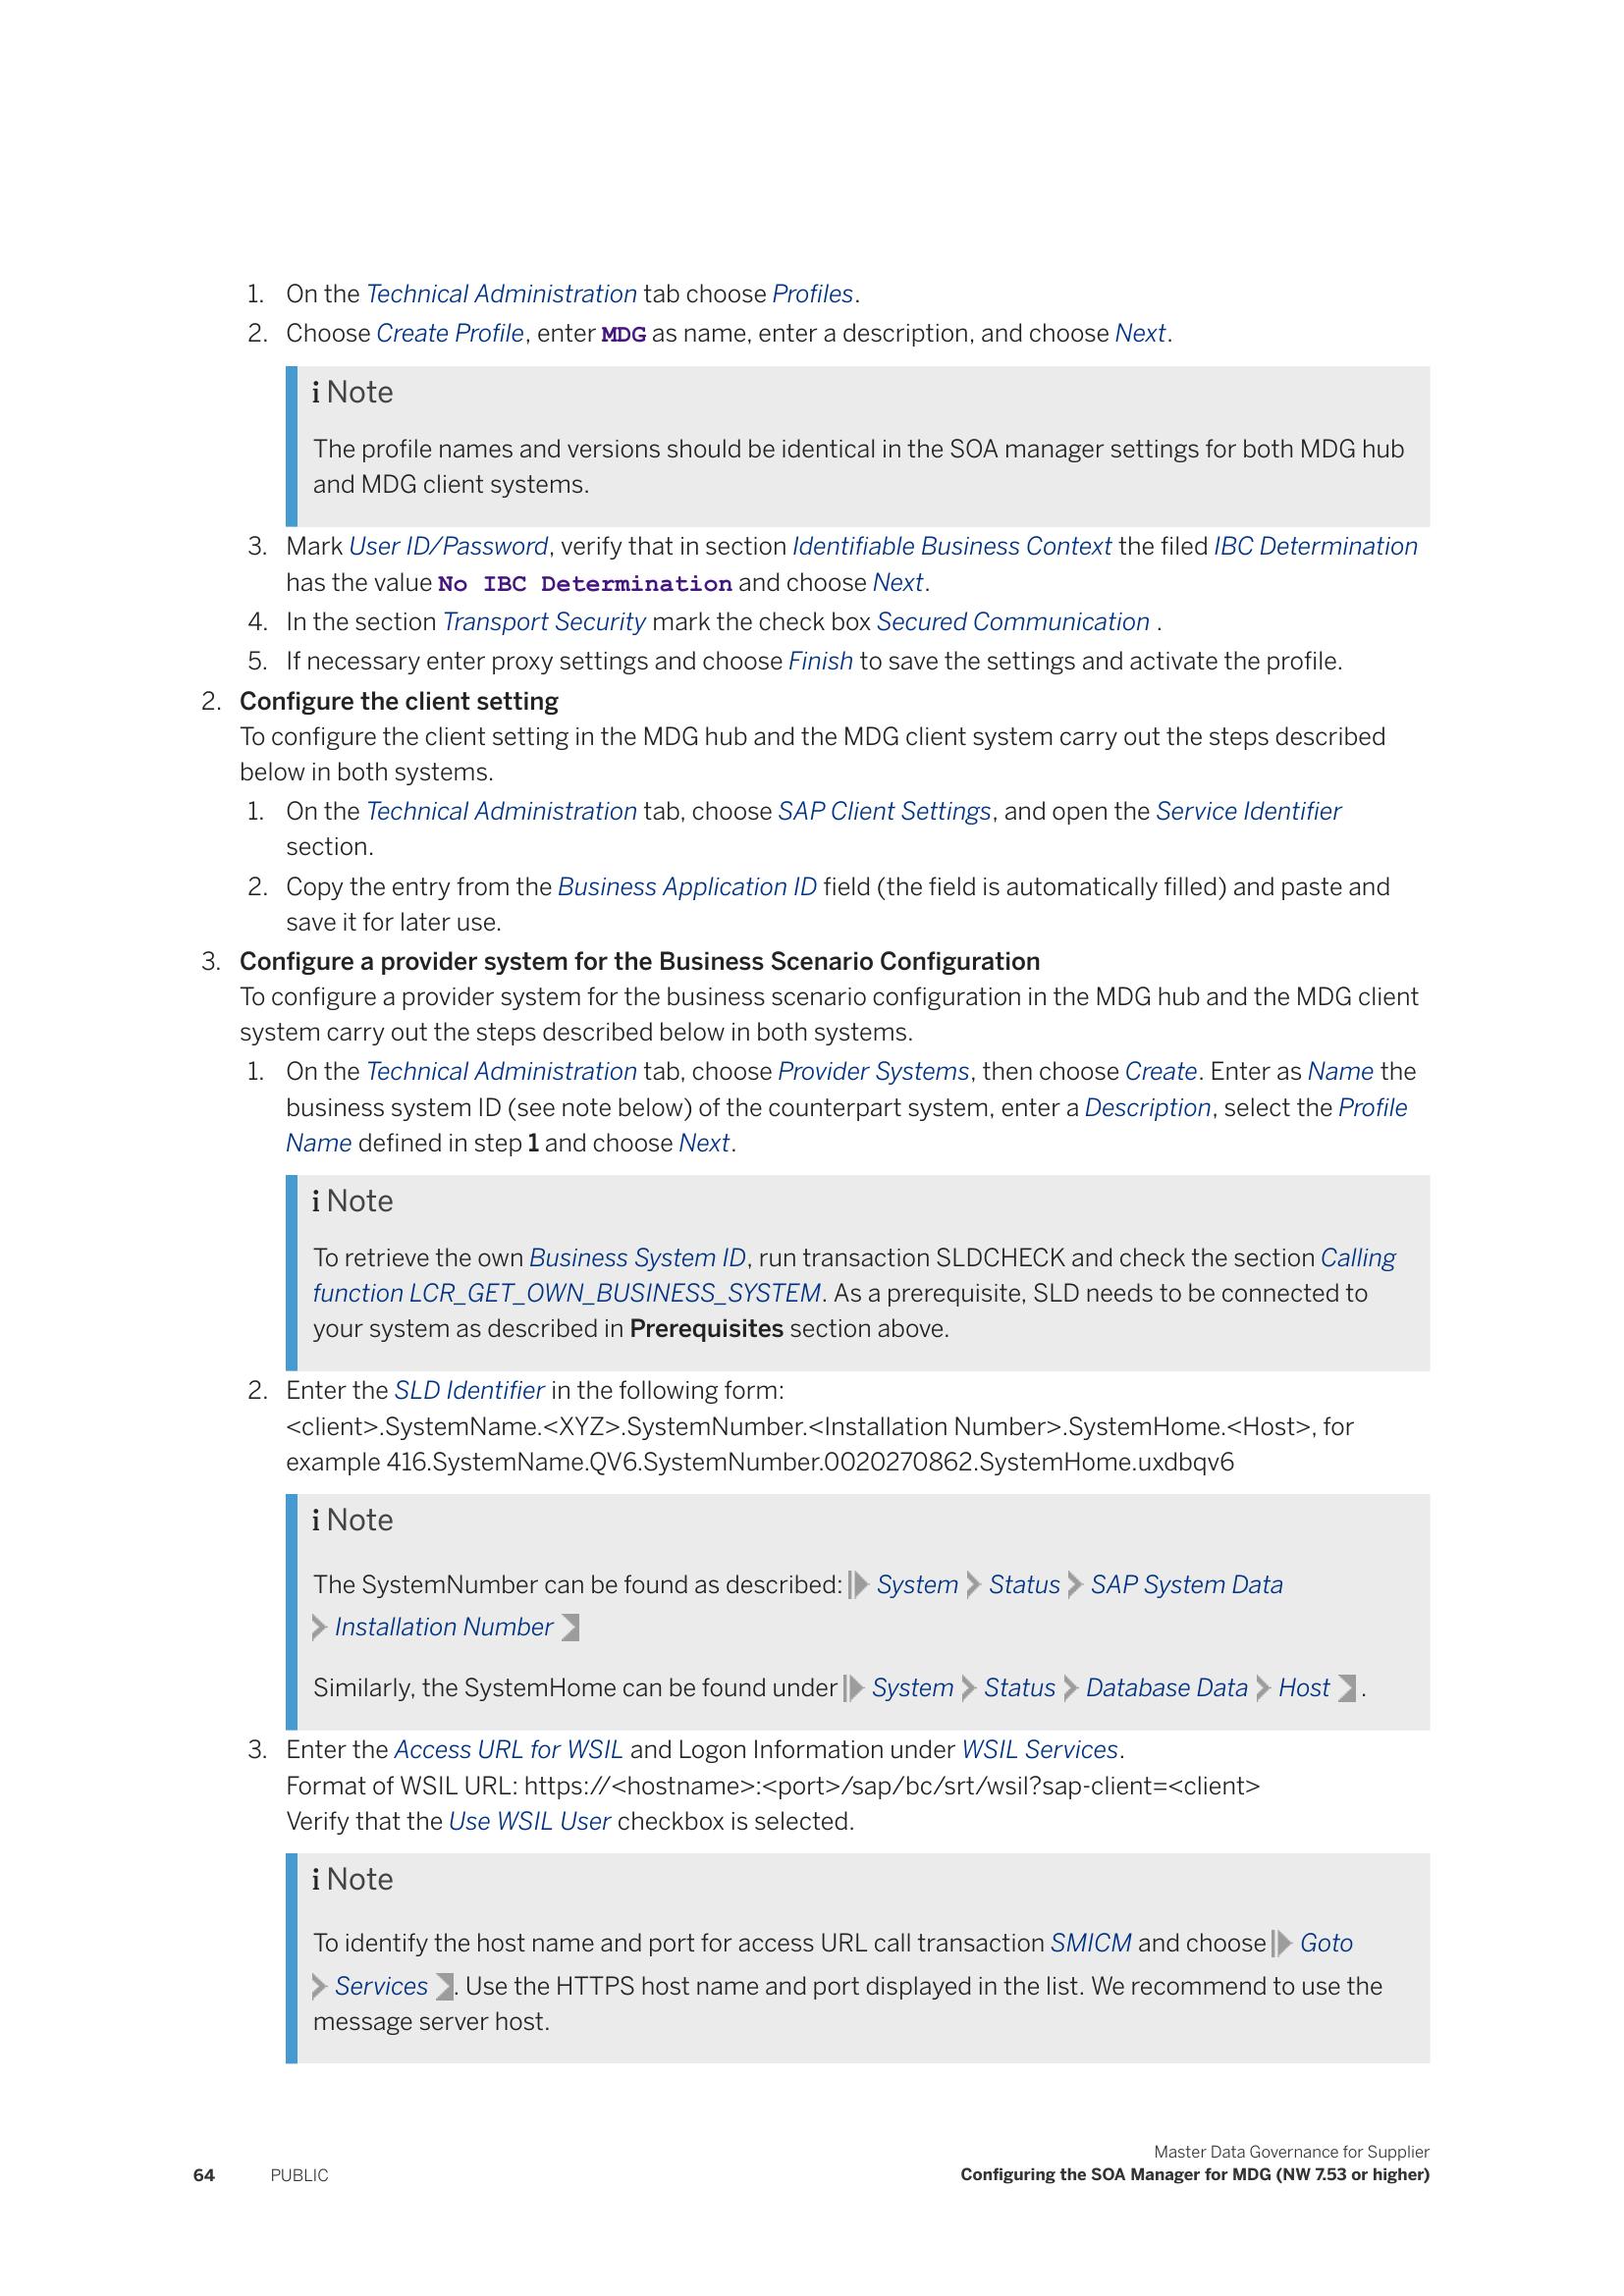 1. On the Technical Administration tab choose Profiles.
2. Choose Create Profile, enter MDG as name, enter a description, and choose Next.
i Note
The profile names and versions should be identical in the SOA manager settings for both MDG hub
and MDG client systems.
3. Mark User ID/Password, verify that in section Identifiable Business Context the filed IBC Determination
has the value No IBC Determination and choose Next.
4. In the section Transport Security mark the check box Secured Communication .
5. If necessary enter proxy settings and choose Finish to save the settings and activate the profile.
2. Configure the client setting
To configure the client setting in the MDG hub and the MDG client system carry out the steps described
below in both systems.
1. On the Technical Administration tab, choose SAP Client Settings, and open the Service Identifier
section.
2. Copy the entry from the Business Application ID field (the field is automatically filled) and paste and
save it for later use.
3. Configure a provider system for the Business Scenario Configuration
To configure a provider system for the business scenario configuration in the MDG hub and the MDG client
system carry out the steps described below in both systems.
1. On the Technical Administration tab, choose Provider Systems, then choose Create. Enter as Name the
business system ID (see note below) of the counterpart system, enter a Description, select the Profile
Name defined in step 1 and choose Next.
i Note
To retrieve the own Business System ID, run transaction SLDCHECK and check the section Calling
function LCR_GET_OWN_BUSINESS_SYSTEM. As a prerequisite, SLD needs to be connected to
your system as described in Prerequisites section above.
2. Enter the SLD Identifier in the following form:
<client>.SystemName.<XYZ>.SystemNumber.<Installation Number>.SystemHome.<Host>, for
example 416.SystemName.QV6.SystemNumber.0020270862.SystemHome.uxdbqv6
i Note
The SystemNumber can be found as described: System > Status > SAP System Data
> Installation Number
Similarly, the SystemHome can be found under System > Status > Database Data > Host .
3. Enter the Access URL for WSIL and Logon Information under WSIL Services.
Format of WSIL URL: https://<hostname>:<port>/sap/bc/srt/wsil?sap-client=<client>
Verify that the Use WSIL User checkbox is selected.
i Note
To identify the host name and port for access URL call transaction SMICM and choose Goto
> Services . Use the HTTPS host name and port displayed in the list. We recommend to use the
message server host.
Master Data Governance for Supplier
64 PUBLIC Configuring the SOA Manager for MDG (NW 7.53 or higher)